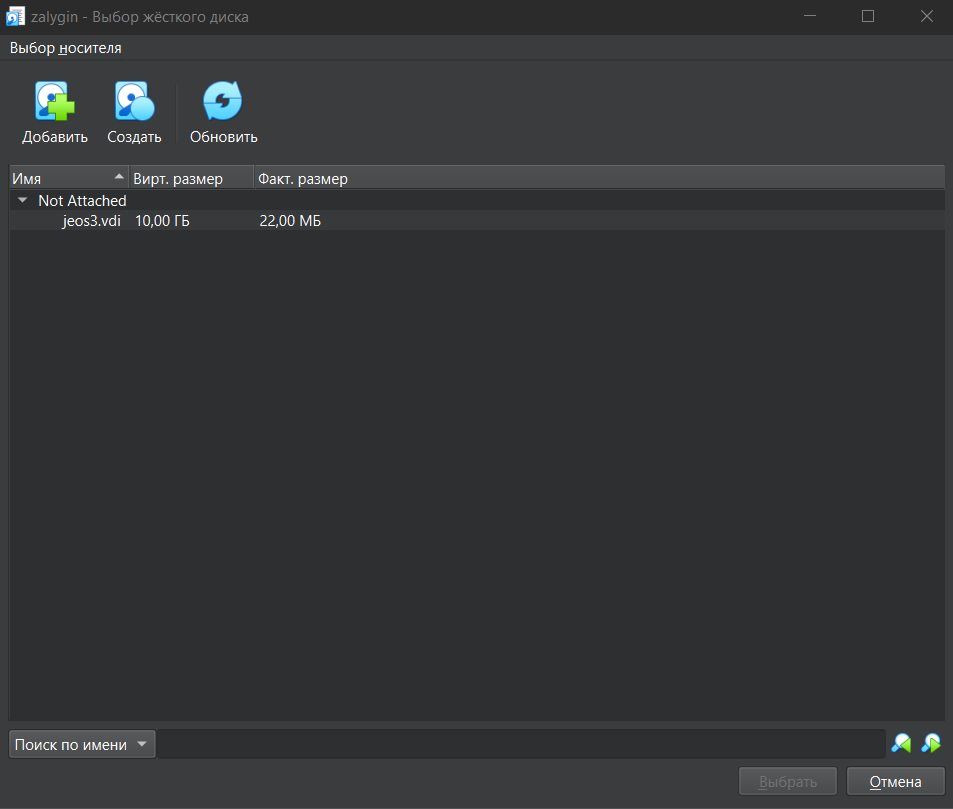 zalygin - Выбор жёсткого диска
Выбор носителя
Добавить Создать Обновить
Имя Вирт. размер Факт. размер
Not Attached
jeos3.vdi 10,00 ГБ 22,00 МБ
Поиск по имени
Выбрать Отмена